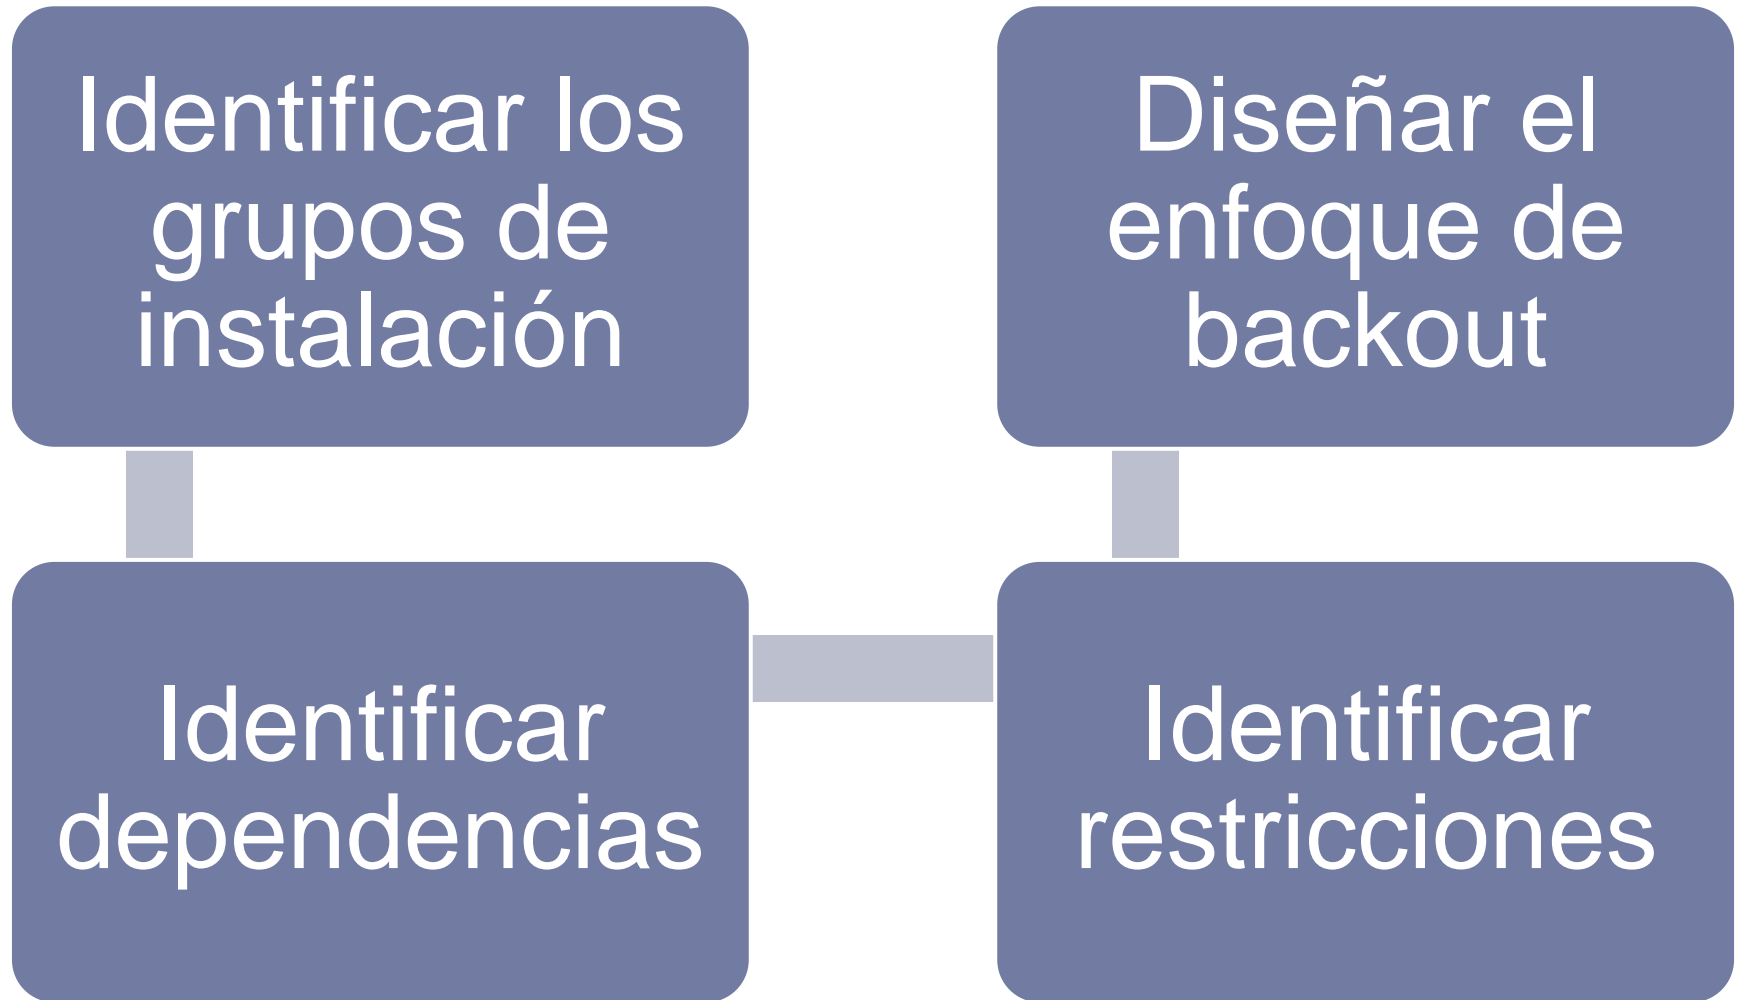 Identificar los
grupos de
instalación
Identificar
dependencias
Identificar
restricciones
Diseñar el
enfoque de
backout